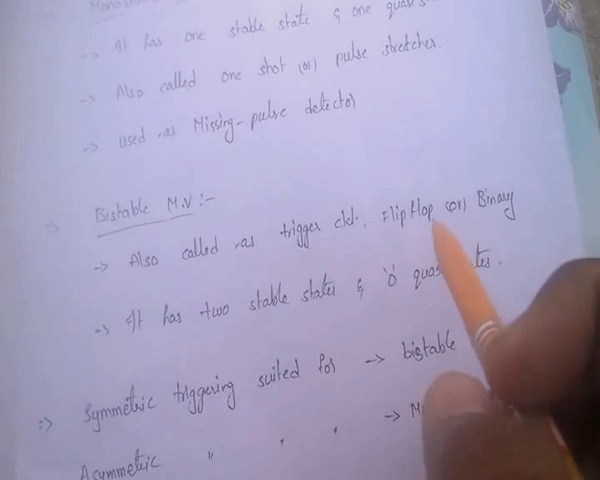 -> It has one stable state & one quasi
-> Also called one shot (or) pulse stretcher.
-> used as Missing-pulse detector
=> Bistable M.V :-
-> Also called as trigger ckt, Flip flop (or) Binary
-> It has two stable states & '0' quas tes.
=> Symmetric triggering suited for -> bistable
Asymmetric " " " -> M